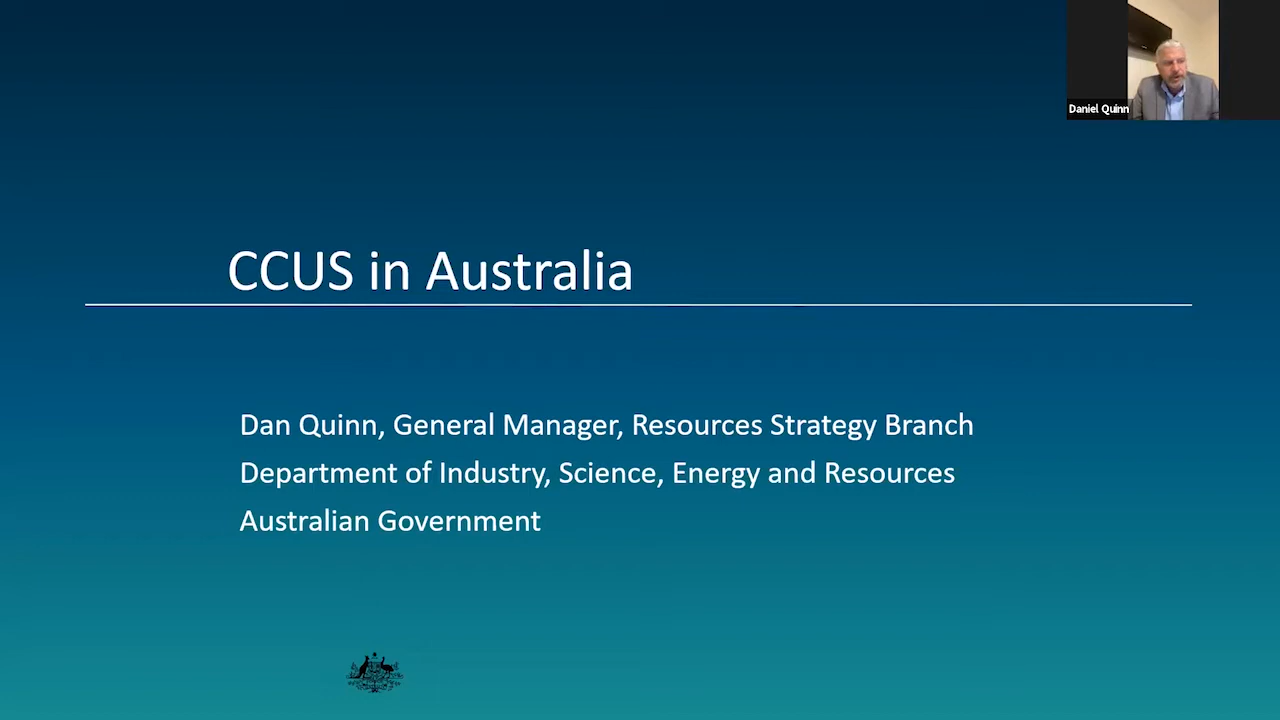 Daniel Quinn
CCUS in Australia
Dan Quinn, General Manager, Resources Strategy Branch
Department of Industry, Science, Energy and Resources
Australian Government